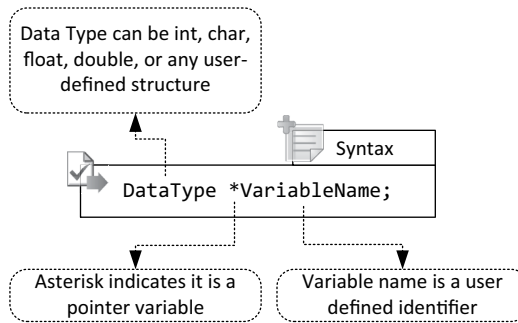 Data Type can be int, char,
float, double, or any user-
defined structure
Syntax
DataType *VariableName;
Asterisk indicates it is a
pointer variable
Variable name is a user
defined identifier